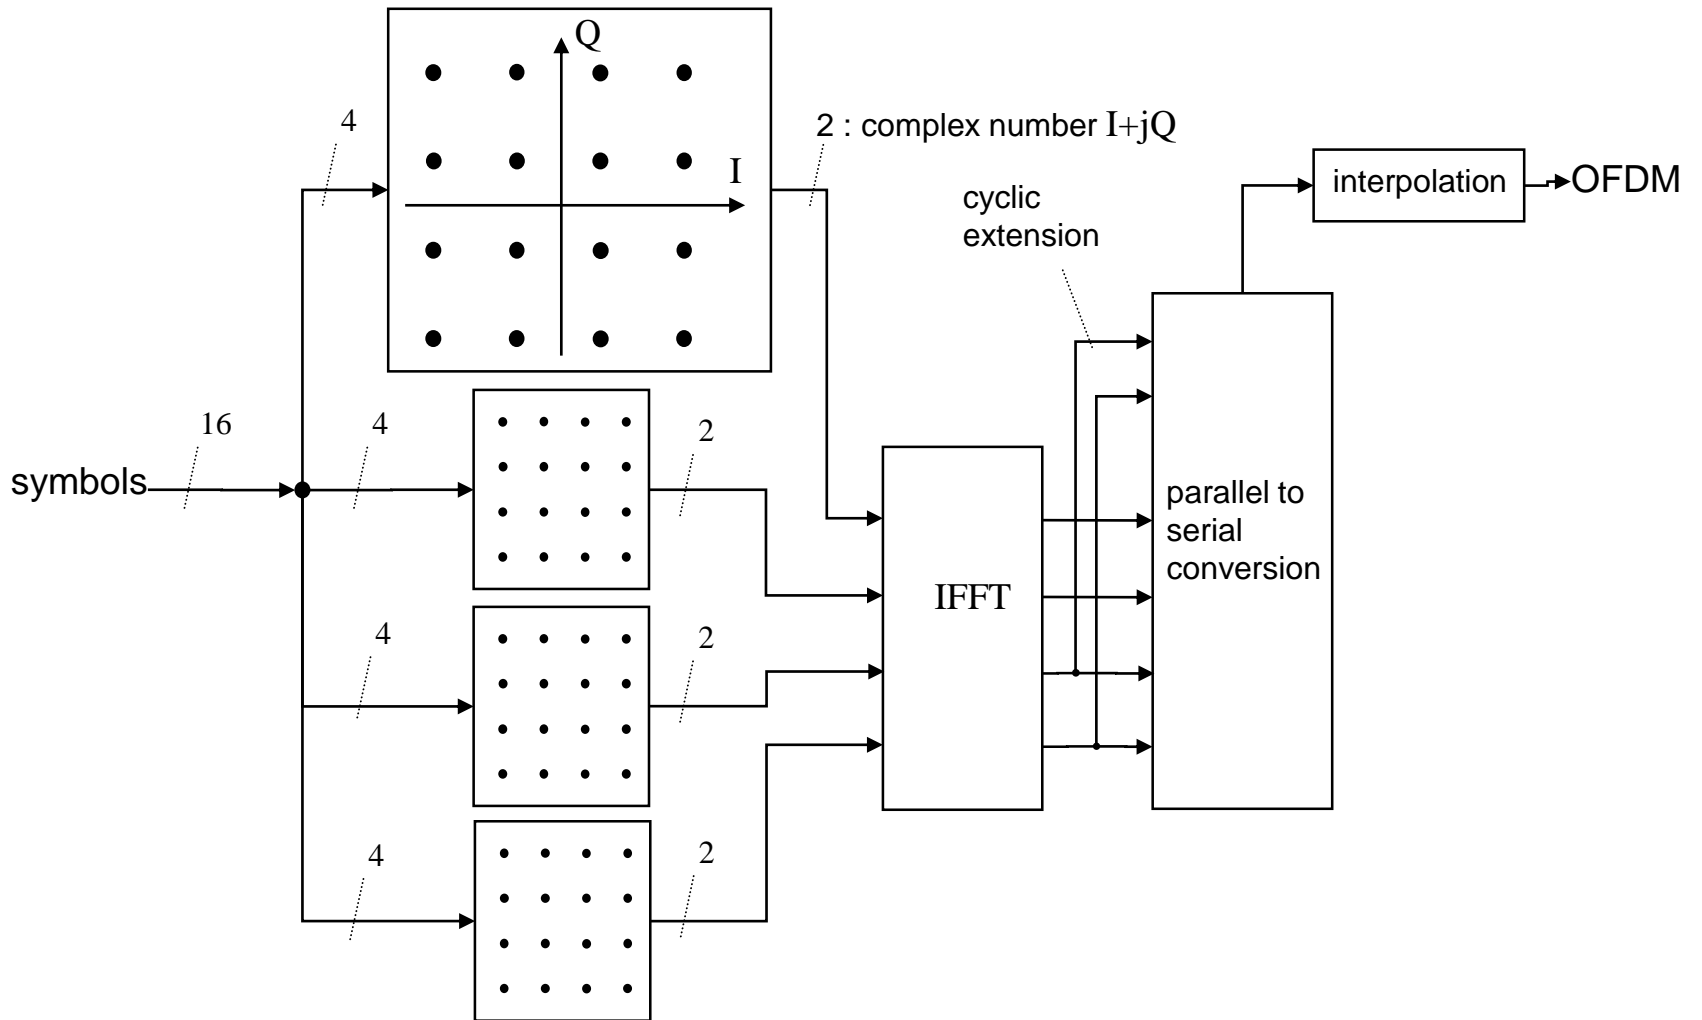 Q
4
2 : complex number I+jQ
I
interpolation
OFDM
cyclic
extension
16
4
2
symbols
parallel to
serial
conversion
IFFT
4
2
4
2